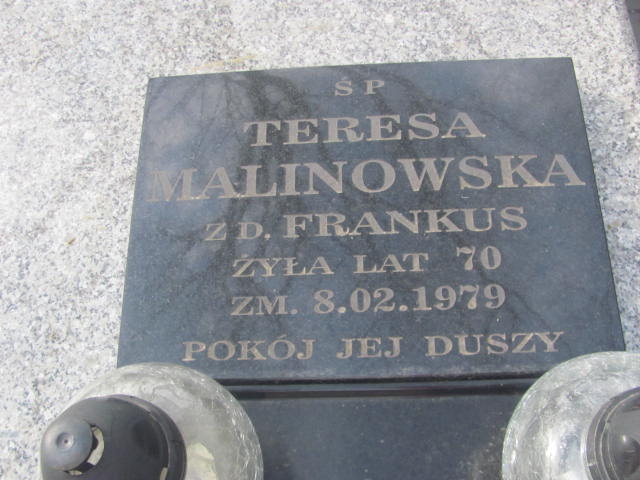 ŚP
TERESA
MALINOWSKA
Z D. FRANKUS
ŻYŁA LAT 70
ZM. 8.02.1979
POKÓJ JEJ DUSZY